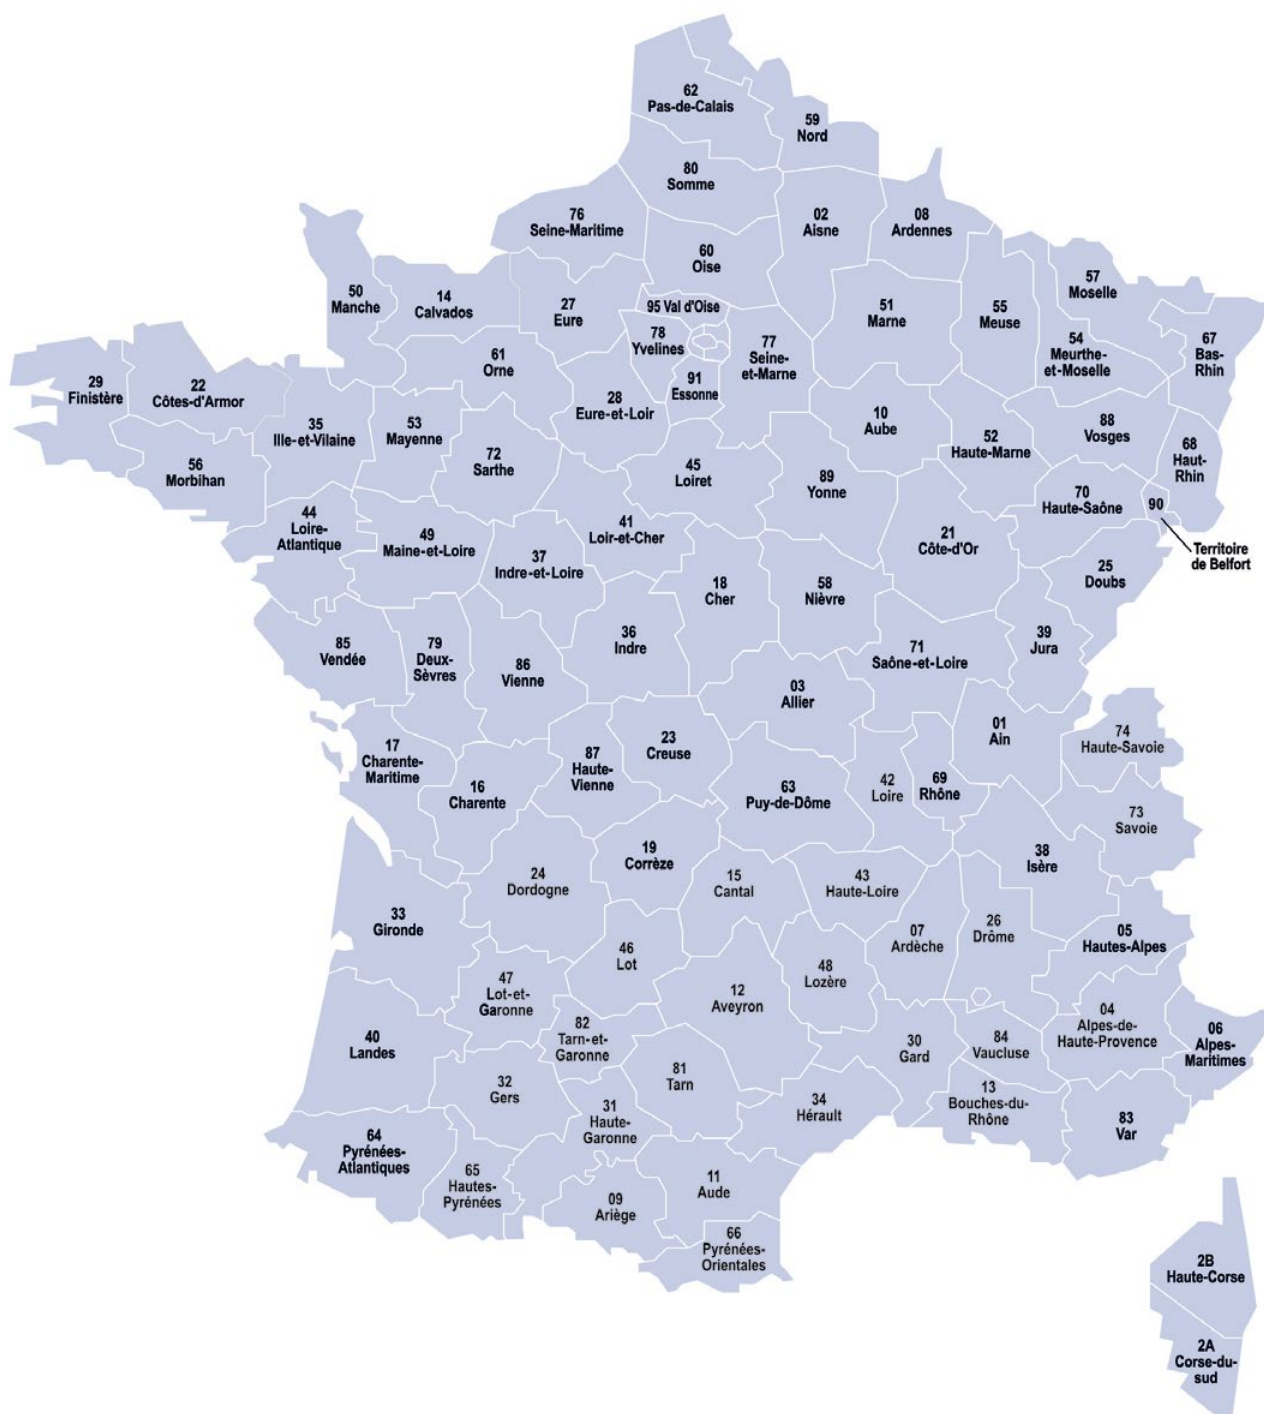 62
Pas-de-Calais
59
Nord
80
Somme
76
Seine-Maritime
02
Aisne
08
Ardennes
60
Oise
57
Moselle
50
Manche
14
Calvados
27
Eure
95 Val d'Oise
51
Marne
55
Meuse
78
Yvelines
77
Seine-
et-Marne
54
Meurthe-
et-Moselle
67
Bas-
Rhin
61
Orne
91
Essonne
29
Finistère
22
Côtes-d'Armor
28
Eure-et-Loir
35
Ille-et-Vilaine
53
Mayenne
10
Aube
52
Haute-Marne
88
Vosges
68
Haut-
Rhin
56
Morbihan
72
Sarthe
45
Loiret
89
Yonne
70
Haute-Saône
90
Territoire
de Belfort
44
Loire-
Atlantique
49
Maine-et-Loire
41
Loir-et-Cher
37
Indre-et-Loire
21
Côte-d'Or
25
Doubs
18
Cher
58
Nièvre
85
Vendée
79
Deux-
Sèvres
86
Vienne
36
Indre
71
Saône-et-Loire
39
Jura
03
Allier
01
Ain
74
Haute-Savoie
17
Charente-
Maritime
16
Charente
87
Haute-
Vienne
23
Creuse
63
Puy-de-Dôme
42
Loire
69
Rhône
73
Savoie
38
Isère
24
Dordogne
19
Corrèze
15
Cantal
43
Haute-Loire
33
Gironde
07
Ardèche
26
Drôme
05
Hautes-Alpes
46
Lot
47
Lot-et-
Garonne
12
Aveyron
48
Lozère
40
Landes
82
Tarn-et-
Garonne
30
Gard
84
Vaucluse
04
Alpes-de-
Haute-Provence
06
Alpes-
Maritimes
32
Gers
81
Tarn
31
Haute-
Garonne
34
Hérault
13
Bouches-du-
Rhône
83
Var
64
Pyrénées-
Atlantiques
65
Hautes-
Pyrénées
09
Ariège
11
Aude
66
Pyrénées-
Orientales
2B
Haute-Corse
2A
Corse-du-
sud